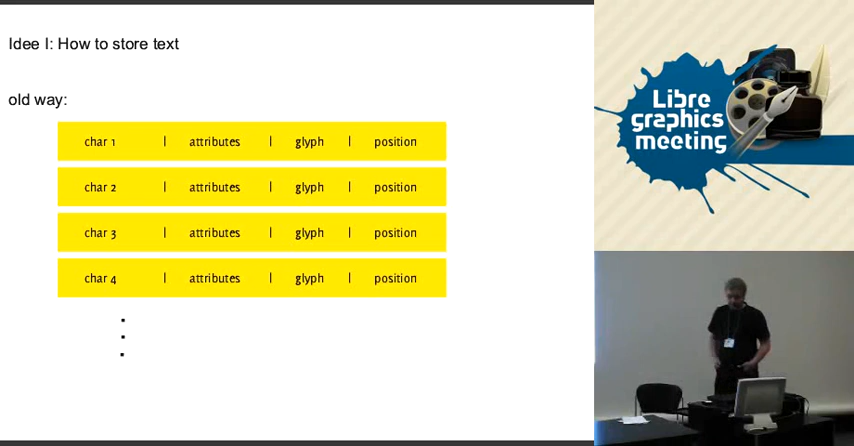 Idee I: How to store text
old way:
char 1 | attributes | glyph | position
char 2 | attributes | glyph | position
char 3 | attributes | glyph | position
char 4 | attributes | glyph | position
Libre
graphics
meeting